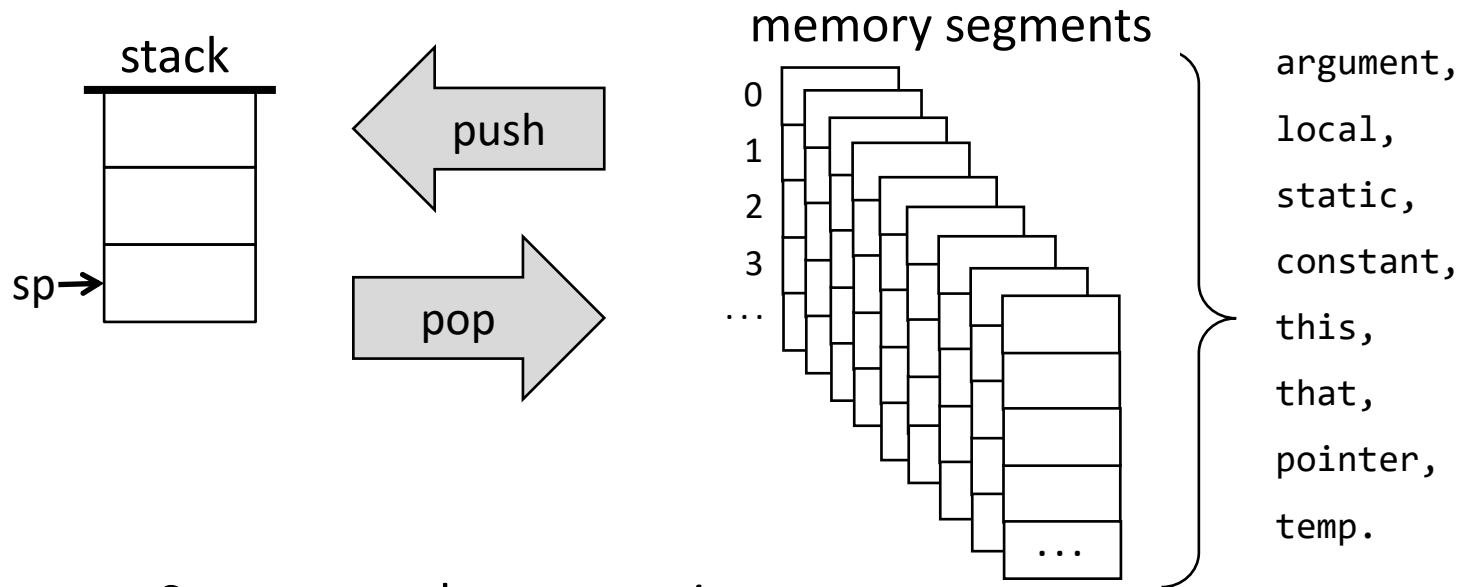 memory segments
stack
push
pop
sp
0
1
2
3
...
...
argument,
local,
static,
constant,
this,
that,
pointer,
temp.